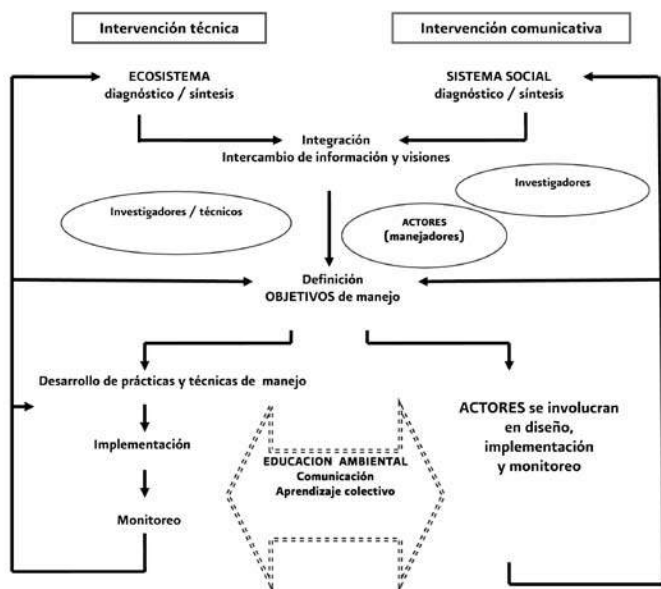 Intervención técnica
Intervención comunicativa
ECOSISTEMA
diagnóstico / síntesis
SISTEMA SOCIAL
diagnóstico / síntesis
Integración
Intercambio de información y visiones
Investigadores / técnicos
Investigadores
ACTORES
(manejadores)
Definición
OBJETIVOS de manejo
Desarrollo de prácticas y técnicas de manejo
Implementación
Monitoreo
EDUCACION AMBIENTAL
Comunicación
Aprendizaje colectivo
ACTORES se involucran
en diseño,
implementación
y monitoreo